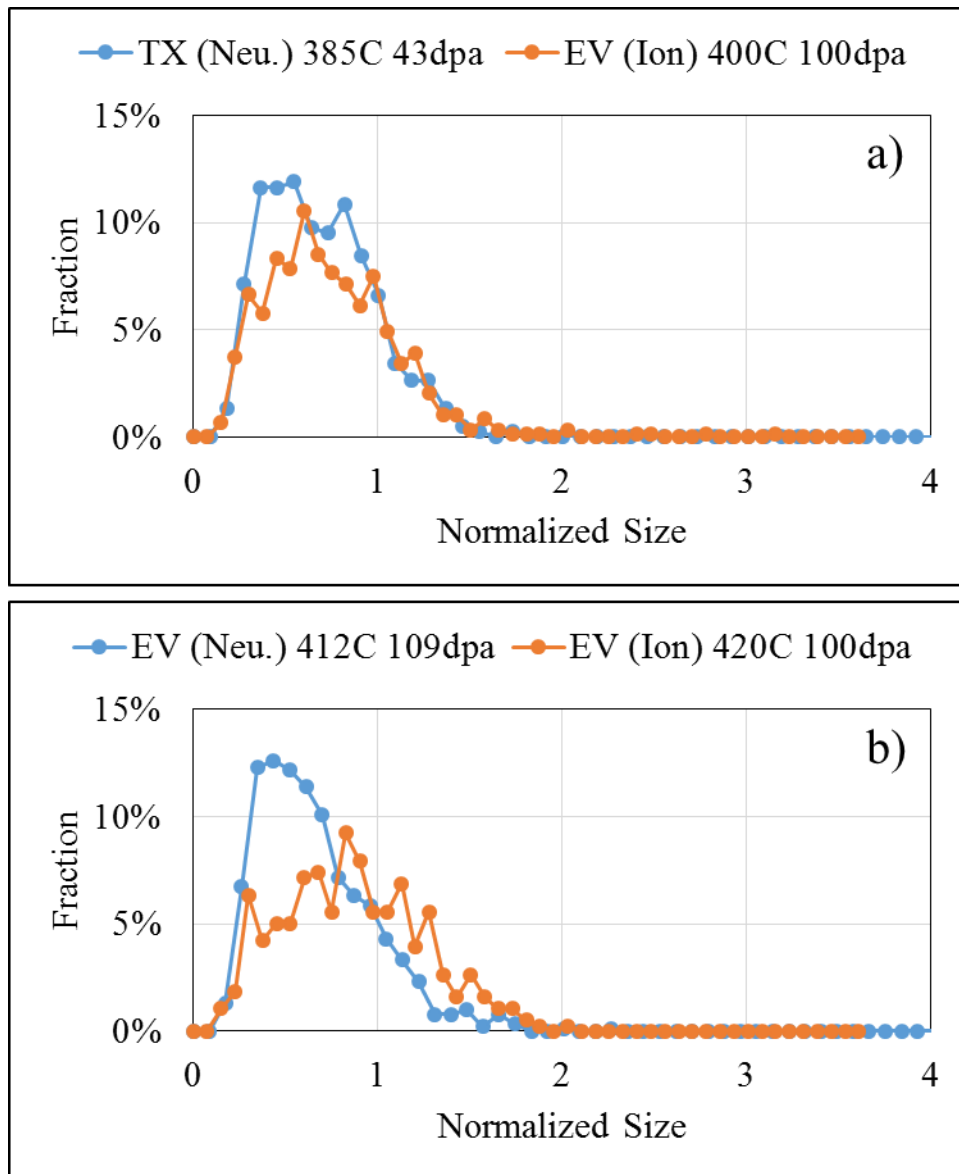 TX (Neu.) 385C 43dpa EV (Ion) 400C 100dpa
a)
15%
10%
5%
0%
Fraction
0 1 2 3 4
Normalized Size
EV (Neu.) 412C 109dpa EV (Ion) 420C 100dpa
b)
15%
10%
5%
0%
Fraction
0 1 2 3 4
Normalized Size